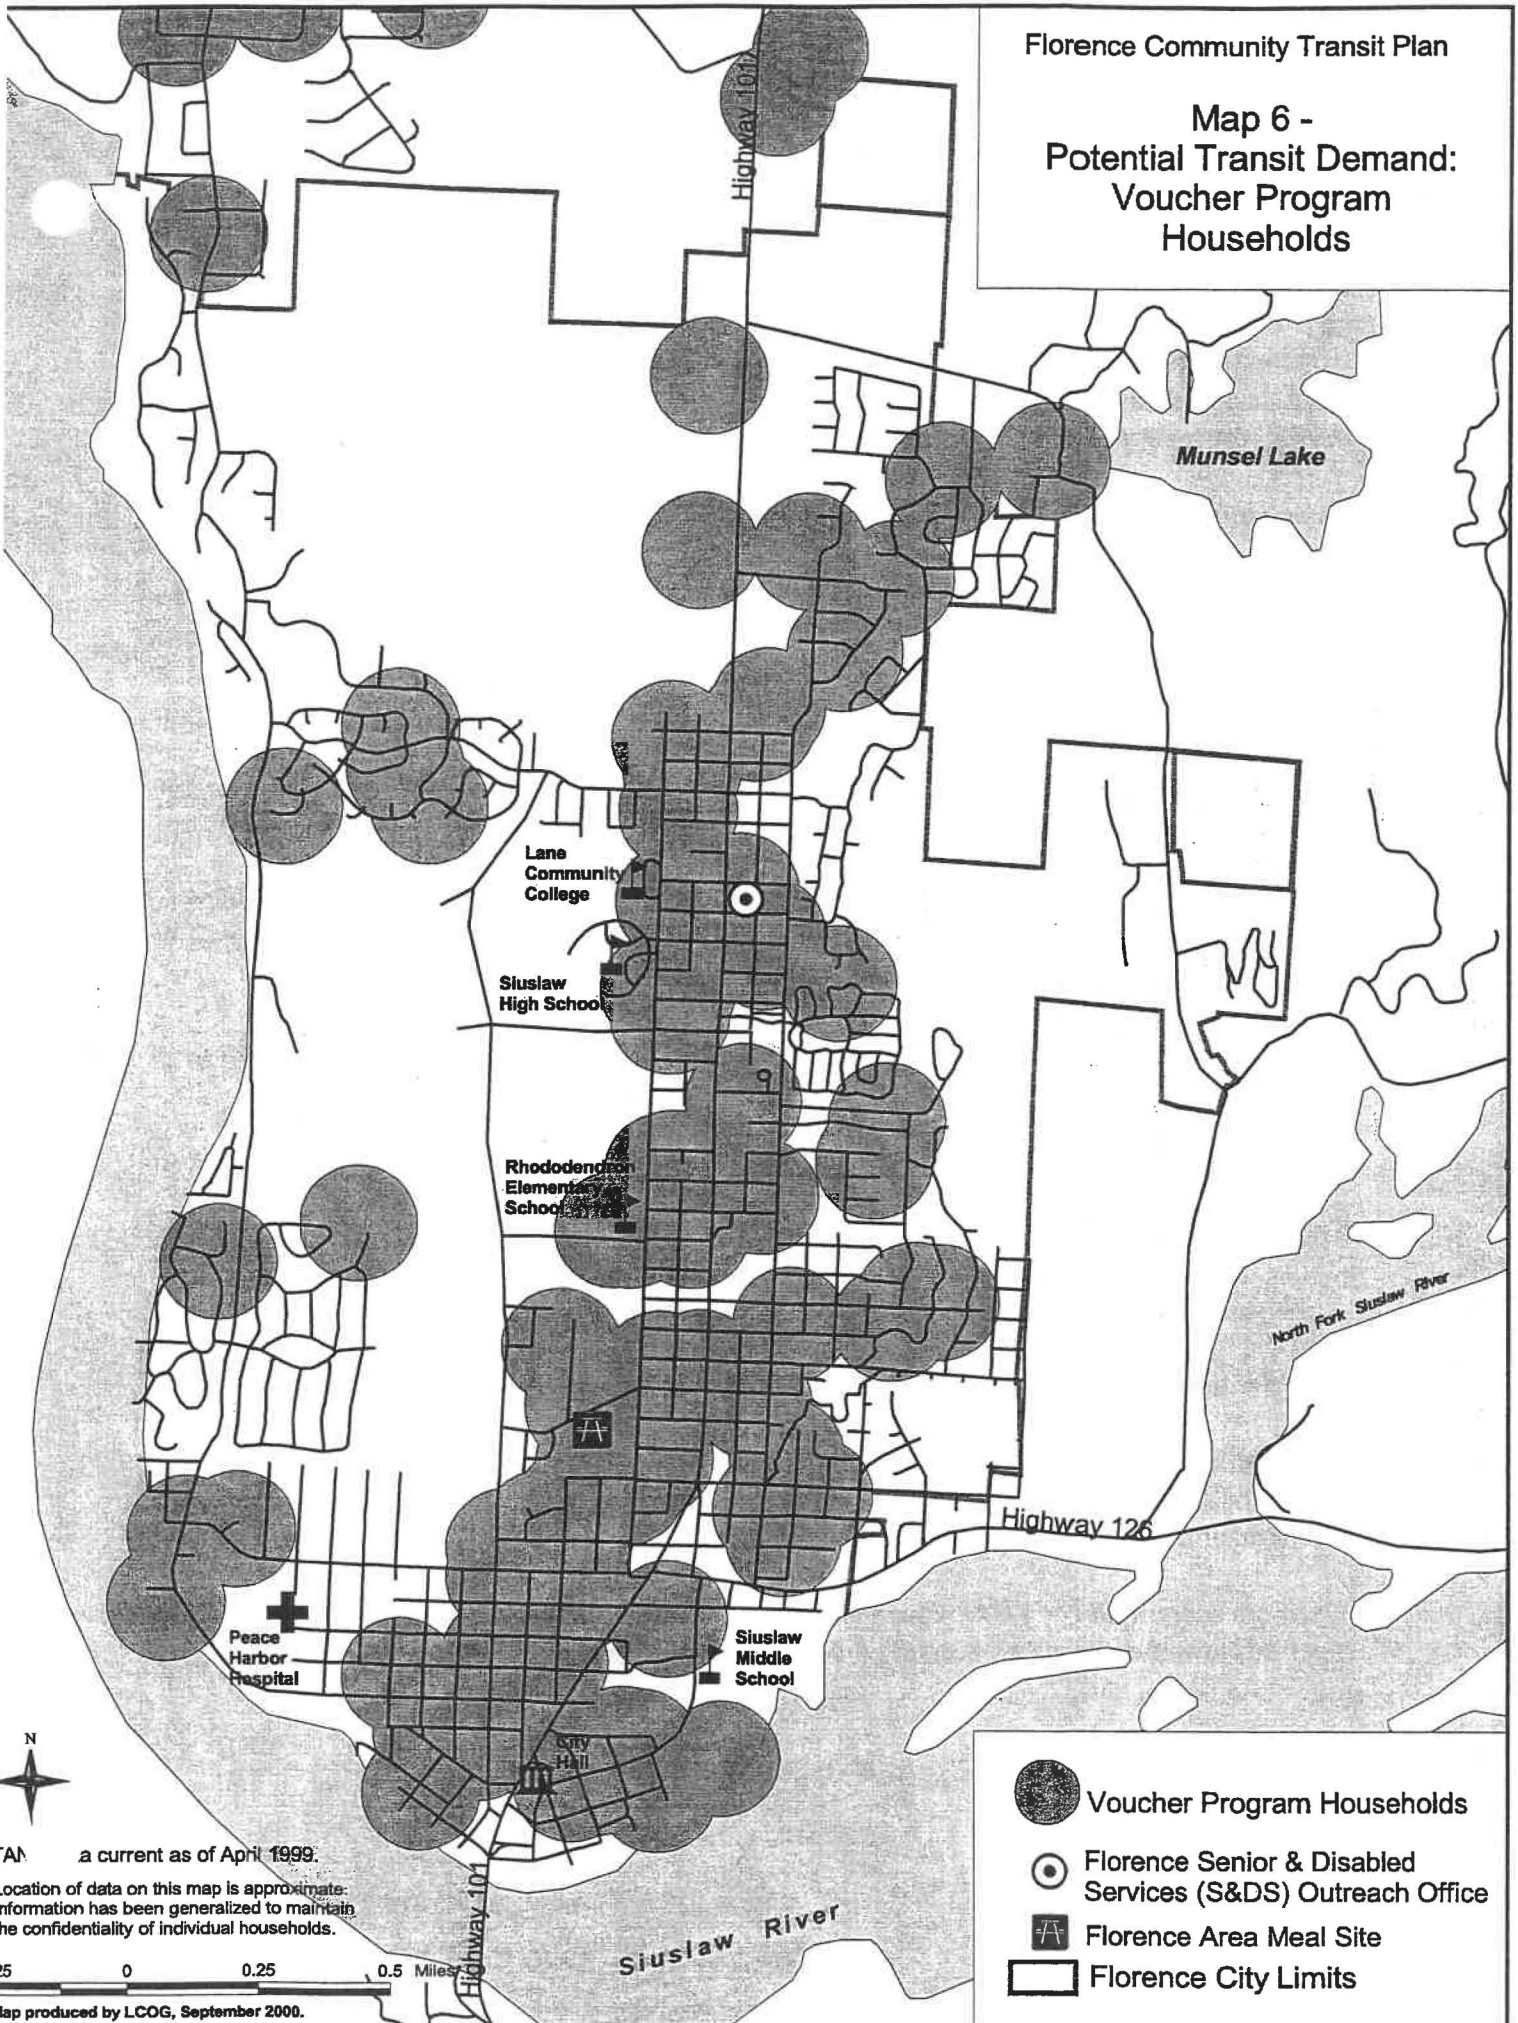 Florence Community Transit Plan
Map 6 -
Potential Transit Demand:
Voucher Program
Households
Highway 101
Munsel Lake
Lane
Community
College
Siuslaw
High School
Rhododendron
Elementary
School
North Fork Siuslaw River
Highway 126
Peace
Harbor
Hospital
Siuslaw
Middle
School
City
Hall
N
a current as of April 1999.
Location of data on this map is approximate:
information has been generalized to maintain
the confidentiality of individual households.
25 0 0.25 0.5 Miles
Map produced by LCOG, September 2000.
Highway 101
Siuslaw River
Voucher Program Households
Florence Senior & Disabled
Services (S&DS) Outreach Office
Florence Area Meal Site
Florence City Limits